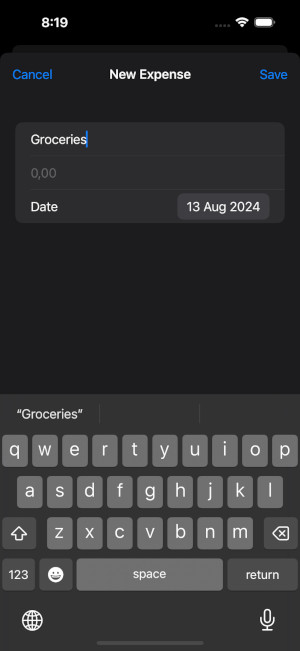 8:19
Cancel New Expense Save
Groceries
0,00
Date 13 Aug 2024
“Groceries”
q w e r t y u i o p
a s d f g h j k l
z x c v b n m
123 space return